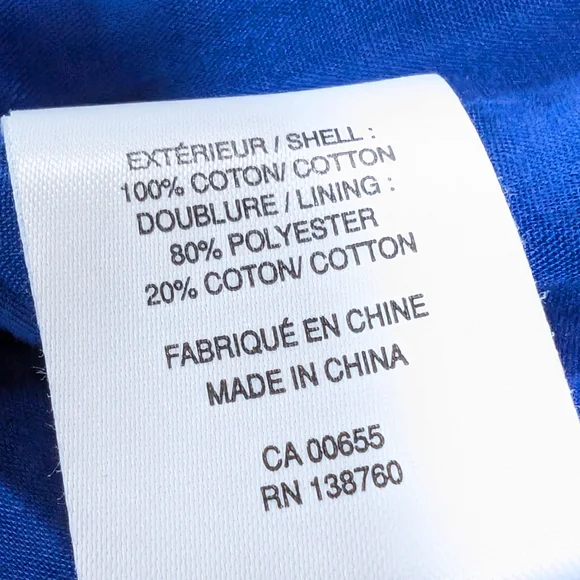 EXTÉRIEUR / SHELL :
100% COTON/ COTTON
DOUBLURE / LINING :
80% POLYESTER
20% COTON/ COTTON
FABRIQUÉ EN CHINE
MADE IN CHINA
CA 00655
RN 138760